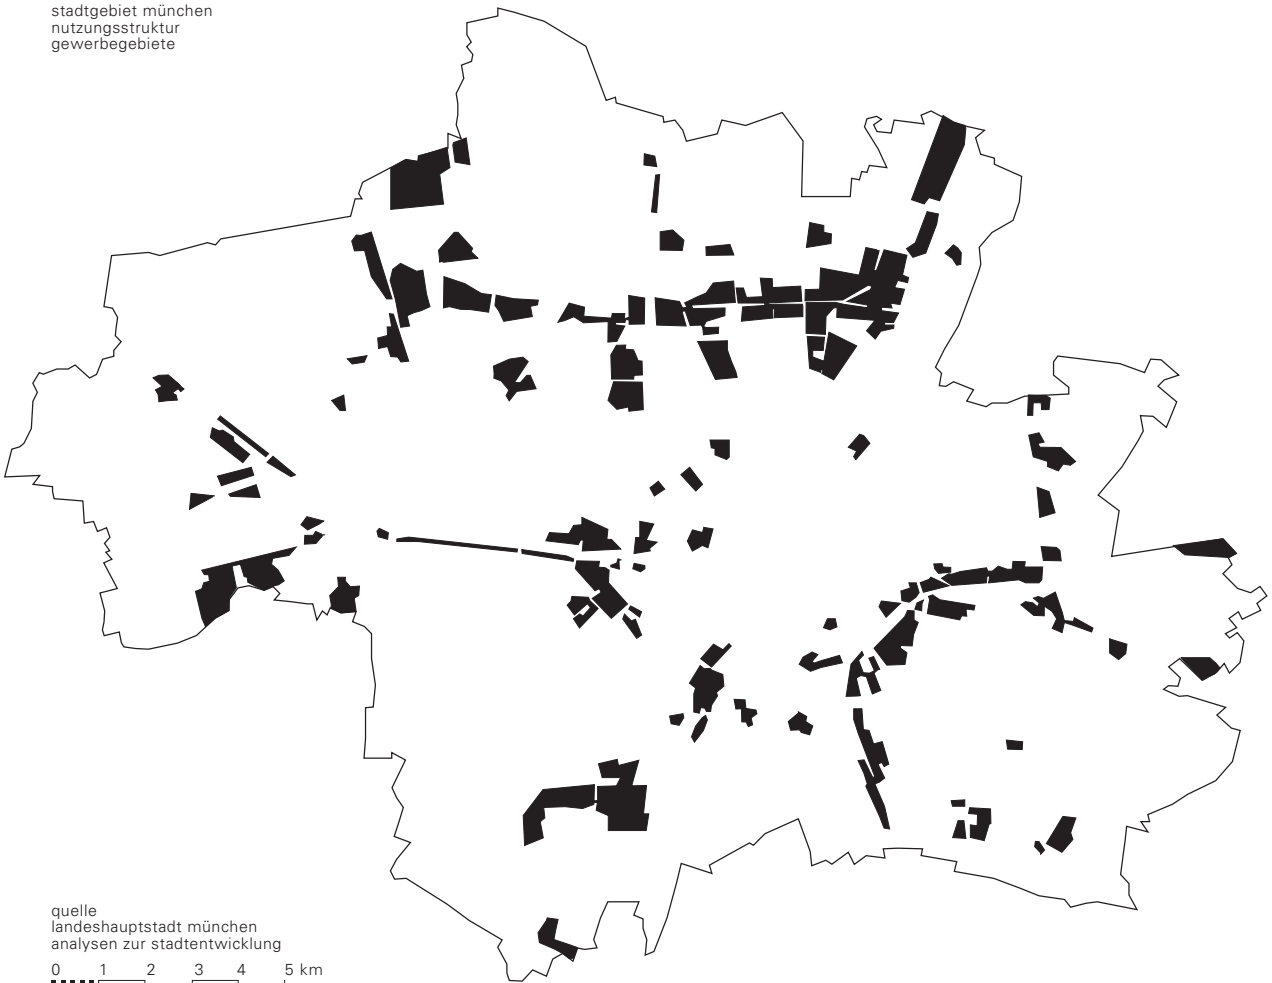 stadtgebiet münchen
nutzungsstruktur
gewerbegebiete
quelle
landeshauptstadt münchen
analysen zur stadtentwicklung
0 1 2 3 4 5 km